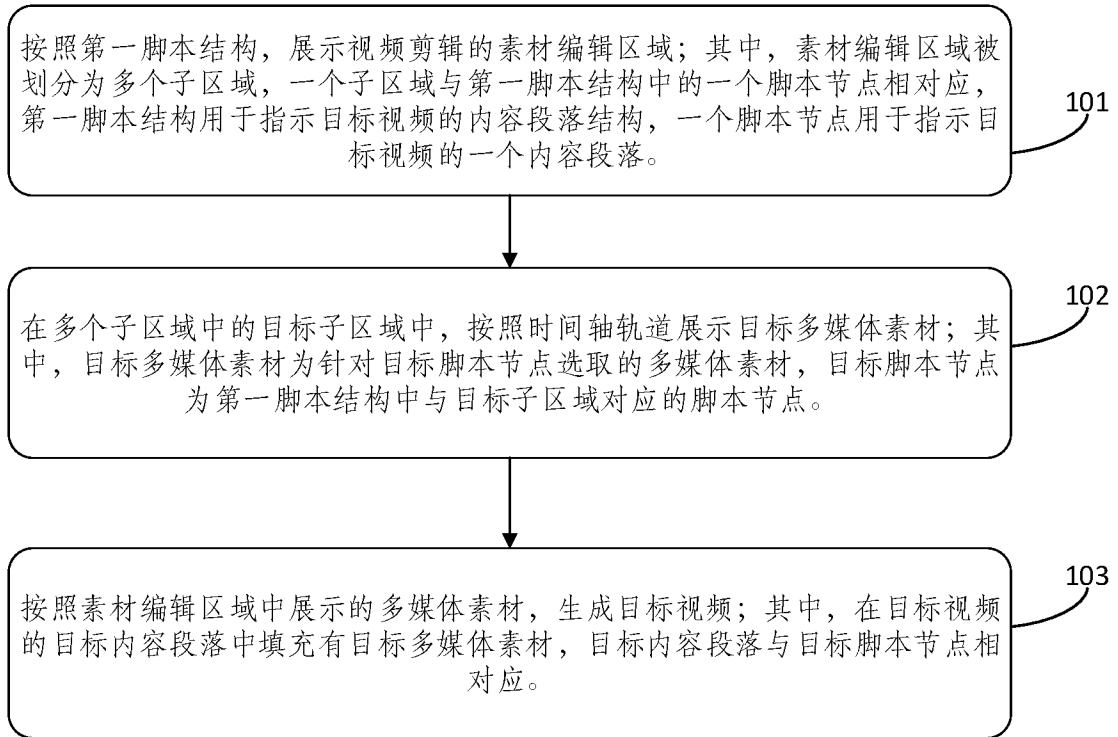 按照第一脚本结构，展示视频剪辑的素材编辑区域；其中，素材编辑区域被
划分为多个子区域，一个子区域与第一脚本结构中的一个脚本节点相对应，
第一脚本结构用于指示目标视频的内容段落结构，一个脚本节点用于指示目
标视频的一个内容段落。
101
在多个子区域中的目标子区域中，按照时间轴轨道展示目标多媒体素材；其
中，目标多媒体素材为针对目标脚本节点选取的多媒体素材，目标脚本节点
为第一脚本结构中与目标子区域对应的脚本节点。
102
按照素材编辑区域中展示的多媒体素材，生成目标视频；其中，在目标视频
的目标内容段落中填充有目标多媒体素材，目标内容段落与目标脚本节点相
对应。
103